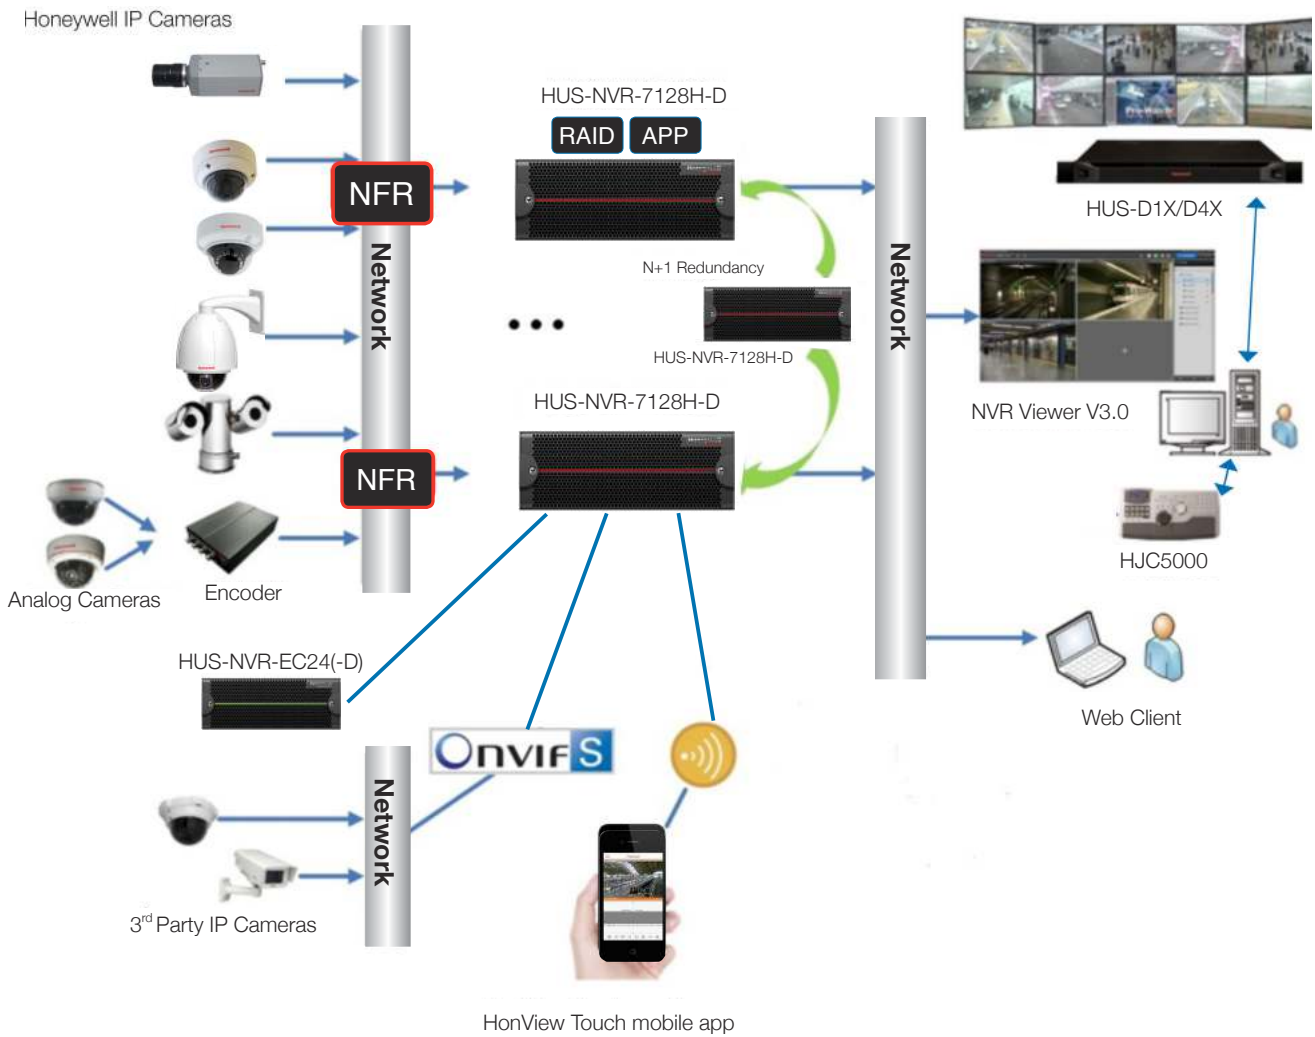 Honeywell IP Cameras
HUS-NVR-7128H-D
RAID
APP
NFR
Network
N+1 Redundancy
HUS-NVR-7128H-D
HUS-NVR-7128H-D
NFR
Network
HUS-D1X/D4X
NVR Viewer V3.0
HJC5000
Web Client
Analog Cameras
Encoder
HUS-NVR-EC24(-D)
ONVIF S
Network
3rd Party IP Cameras
HonView Touch mobile app